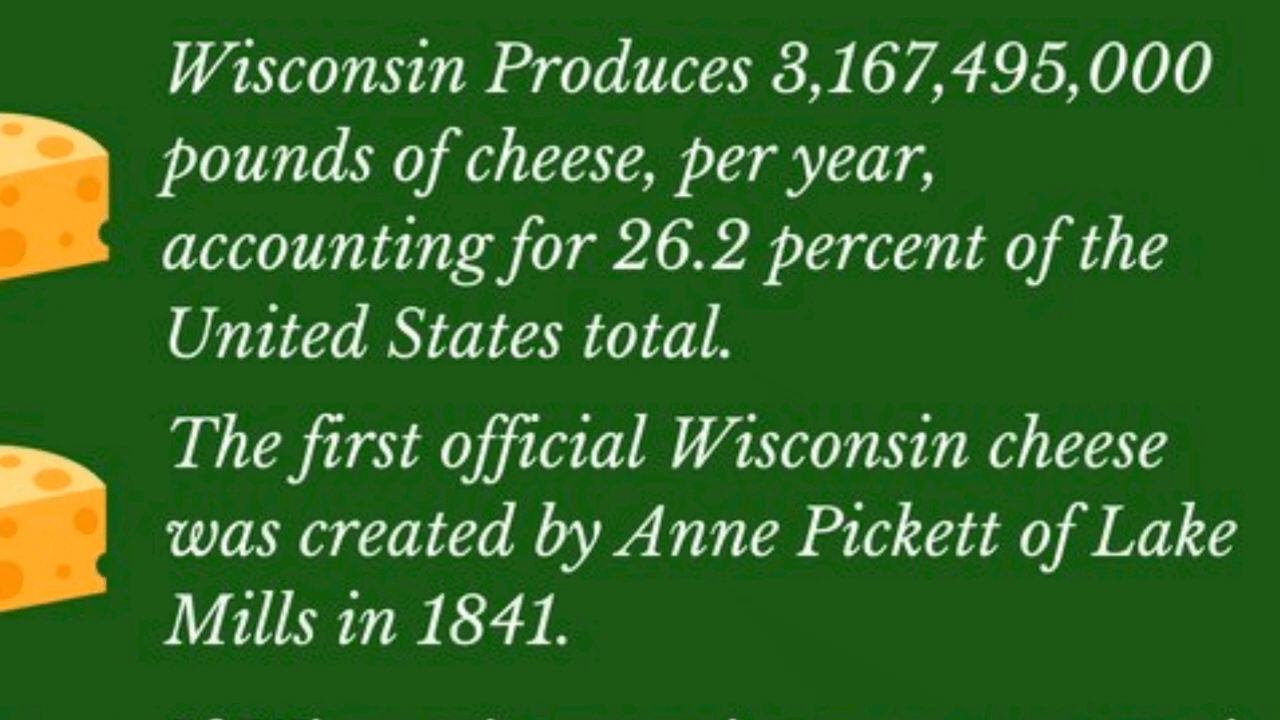 Wisconsin Produces 3,167,495,000
pounds of cheese, per year,
accounting for 26.2 percent of the
United States total.
The first official Wisconsin cheese
was created by Anne Pickett of Lake
Mills in 1841.